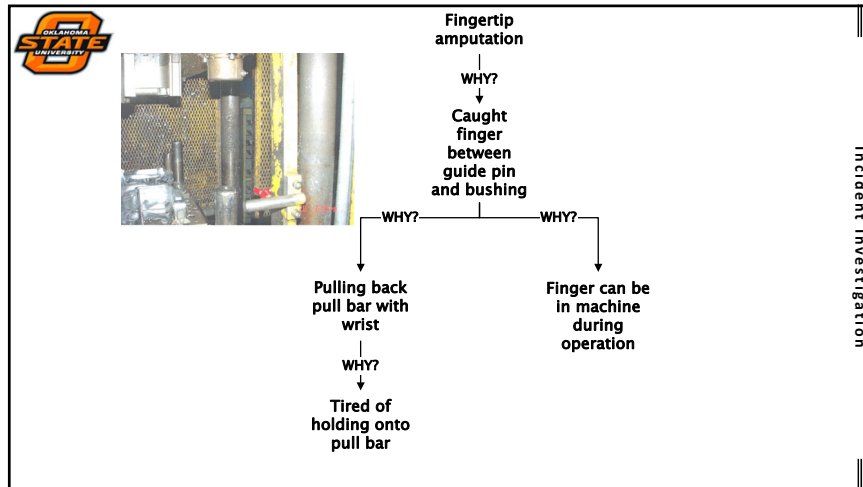 OKLAHOMA
STATE
UNIVERSITY
Fingertip
amputation
WHY?
Caught
finger
between
guide pin
and bushing
WHY?
WHY?
Pulling back
pull bar with
wrist
Finger can be
in machine
during
operation
WHY?
Tired of
holding onto
pull bar
Incident Investigation